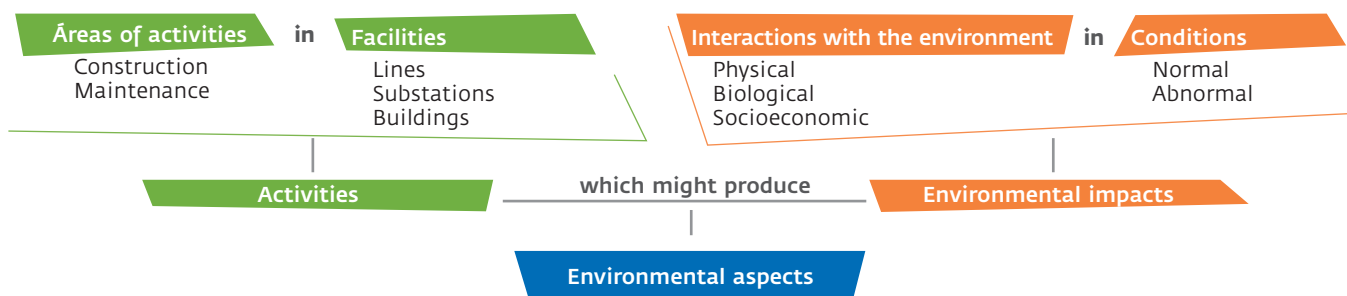 Áreas of activities in Facilities
Construction
Maintenance
Lines
Substations
Buildings
Interactions with the environment in Conditions
Physical
Biological
Socioeconomic
Normal
Abnormal
Activities
which might produce
Environmental impacts
Environmental aspects